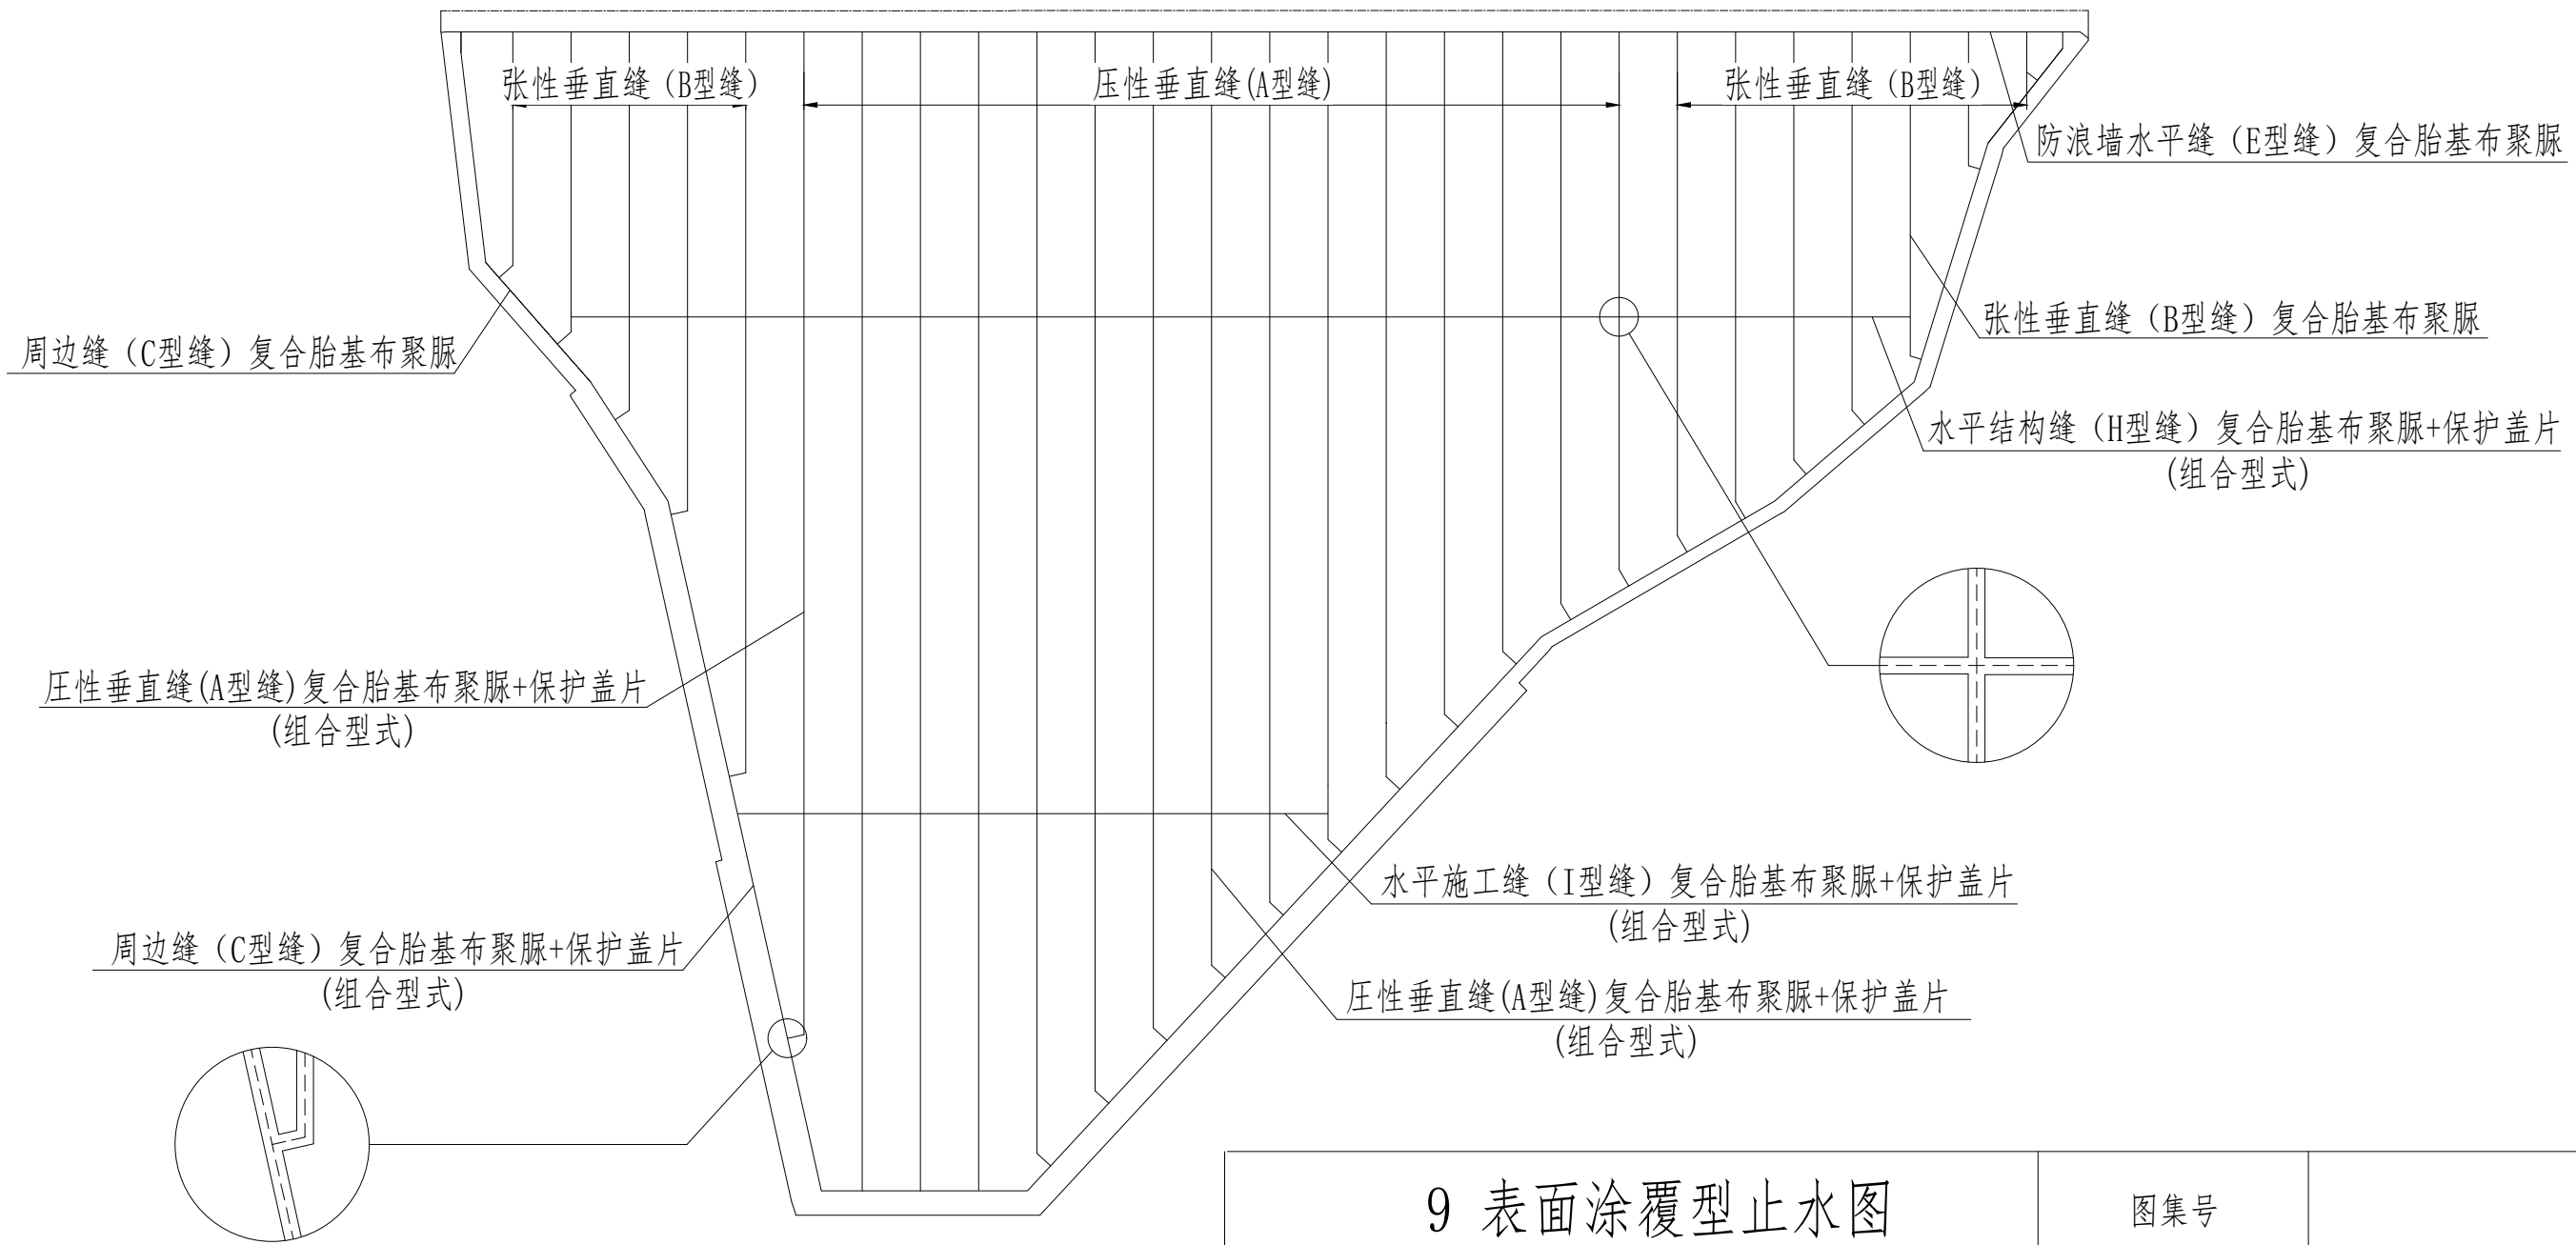 张性垂直缝（B型缝）
压性垂直缝(A型缝)
张性垂直缝（B型缝）
防浪墙水平缝（E型缝）复合胎基布聚脲
张性垂直缝（B型缝）复合胎基布聚脲
周边缝（C型缝）复合胎基布聚脲
水平结构缝（H型缝）复合胎基布聚脲+保护盖片
(组合型式)
压性垂直缝(A型缝)复合胎基布聚脲+保护盖片
(组合型式)
水平施工缝（I型缝）复合胎基布聚脲+保护盖片
(组合型式)
周边缝（C型缝）复合胎基布聚脲+保护盖片
(组合型式)
压性垂直缝(A型缝)复合胎基布聚脲+保护盖片
(组合型式)
9 表面涂覆型止水图
图集号